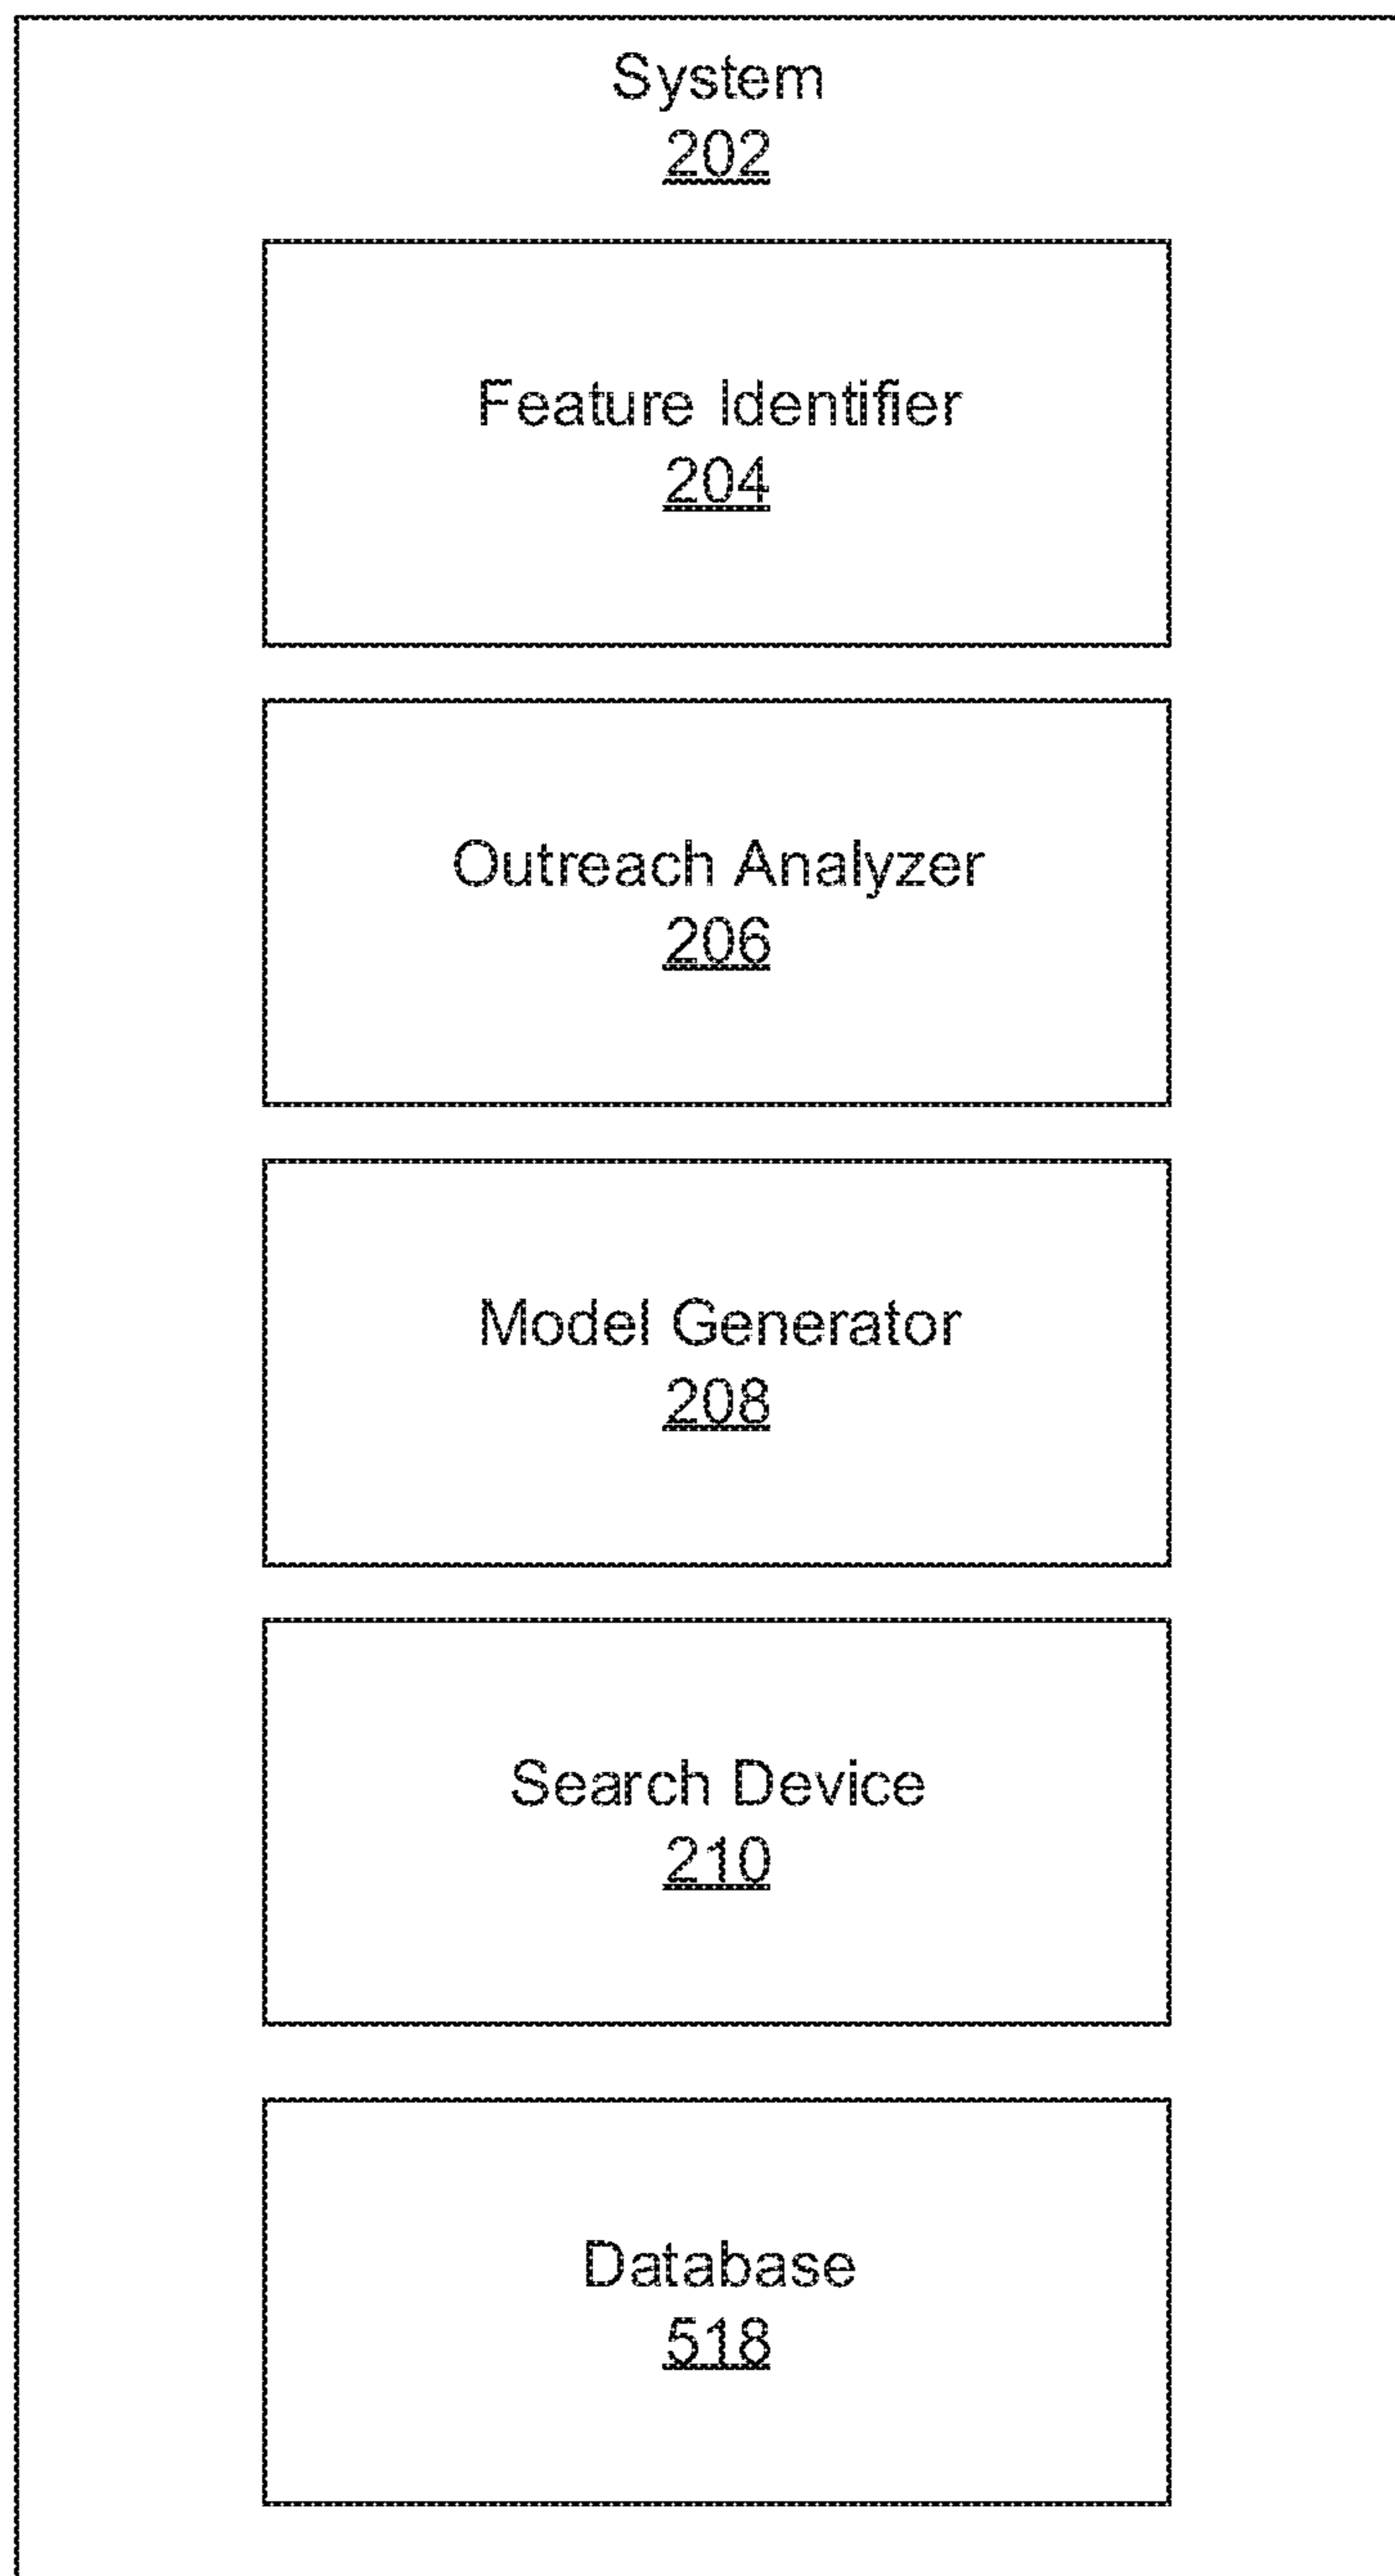 System
202
Feature Identifier
204
Outreach Analyzer
206
Model Generator
208
Search Device
210
Database
518